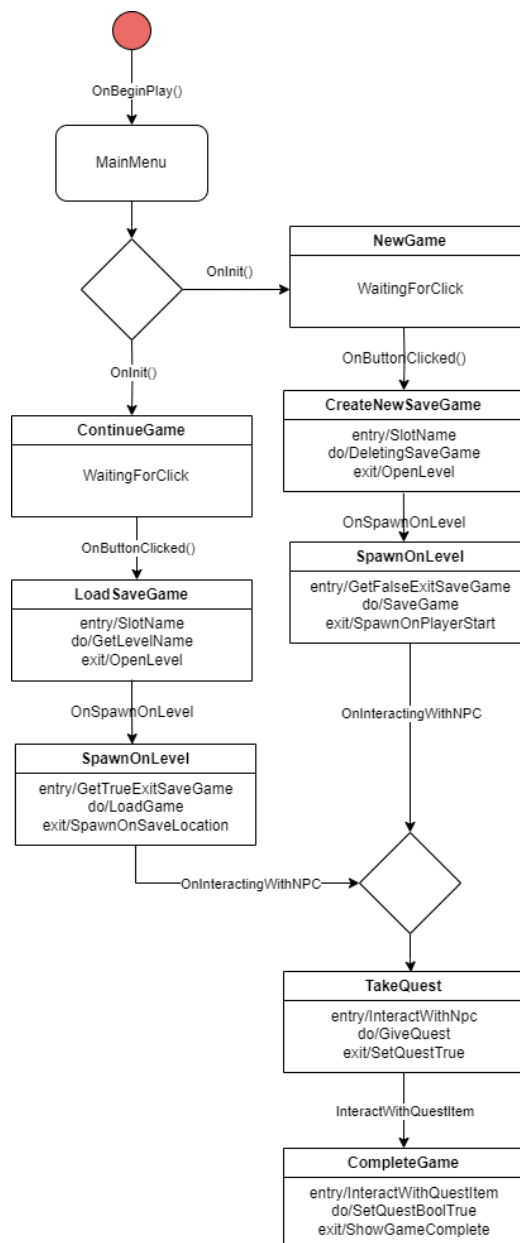 OnBeginPlay()
MainMenu
OnInit()
NewGame
WaitingForClick
OnInit()
OnButtonClicked()
CreateNewSaveGame
entry/SlotName
do/DeletingSaveGame
exit/OpenLevel
ContinueGame
WaitingForClick
OnSpawnOnLevel
SpawnOnLevel
entry/GetFalseExitSaveGame
do/SaveGame
exit/SpawnOnPlayerStart
OnButtonClicked()
LoadSaveGame
entry/SlotName
do/GetLevelName
exit/OpenLevel
OnSpawnOnLevel
OnInteractingWithNPC
SpawnOnLevel
entry/GetTrueExitSaveGame
do/LoadGame
exit/SpawnOnSaveLocation
OnInteractingWithNPC
TakeQuest
entry/InteractWithNpc
do/GiveQuest
exit/SetQuestTrue
InteractWithQuestItem
CompleteGame
entry/InteractWithQuestItem
do/SetQuestBoolTrue
exit/ShowGameComplete